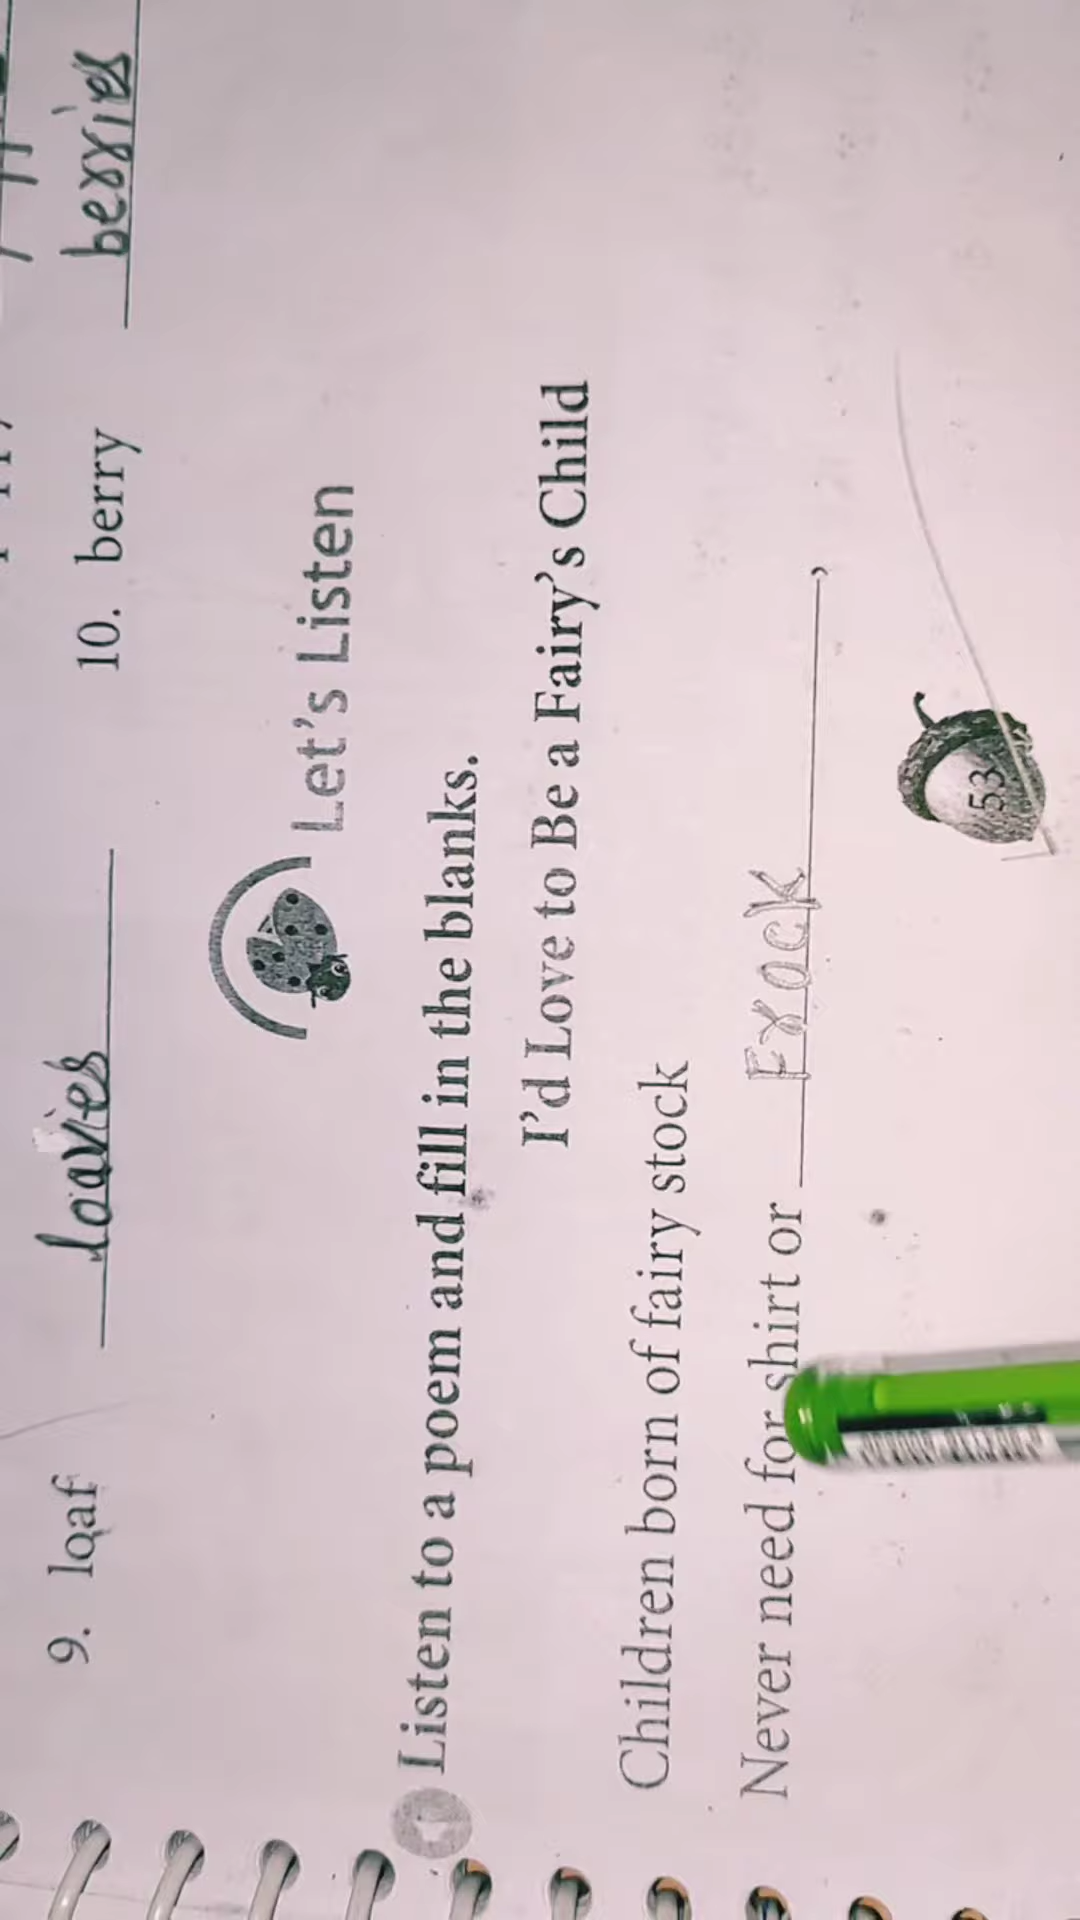 9. loaf loavies 10. berry berries
Let's Listen
Listen to a poem and fill in the blanks.
I'd Love to Be a Fairy's Child
Children born of fairy stock
Never need for shirt or Frock,
53